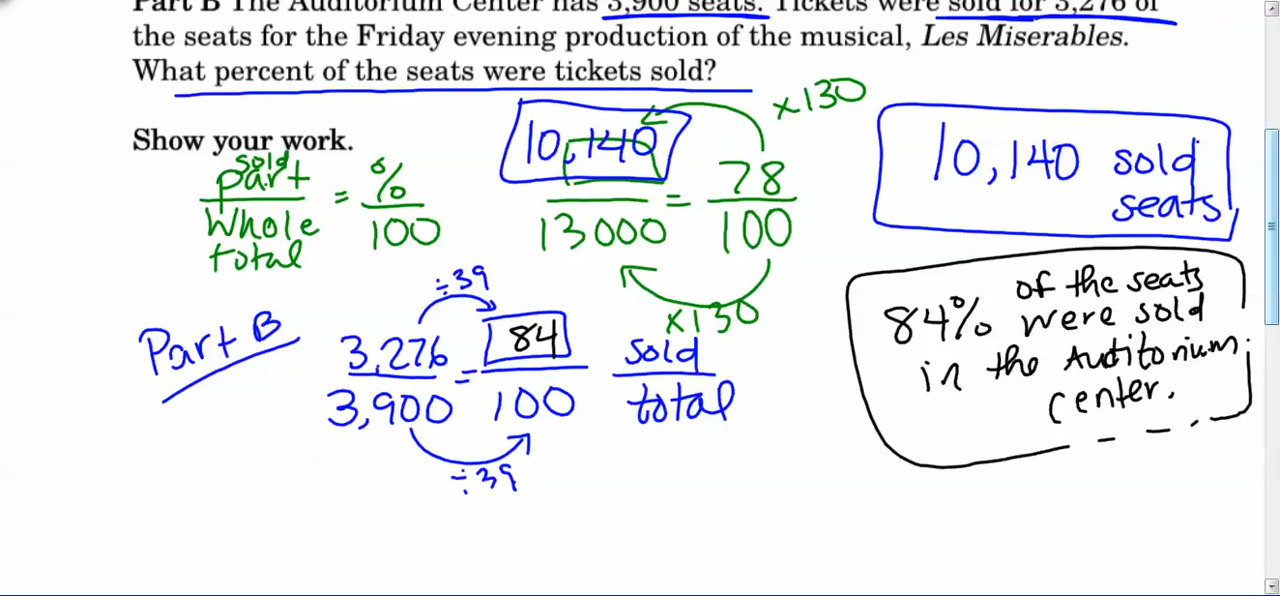 Part B The Auditorium Center has 3,900 seats. Tickets were sold for 3,276 of
the seats for the Friday evening production of the musical, Les Miserables.
What percent of the seats were tickets sold?
×130
Show your work.
10,140
10,140 sold
seats
sold
part = %
whole 100
total
78
13000 = 100
×130
÷39
Part B
3,276 = 84 sold
3,900 100 total
÷39
of the seats
84% were sold
in the Auditorium
center.